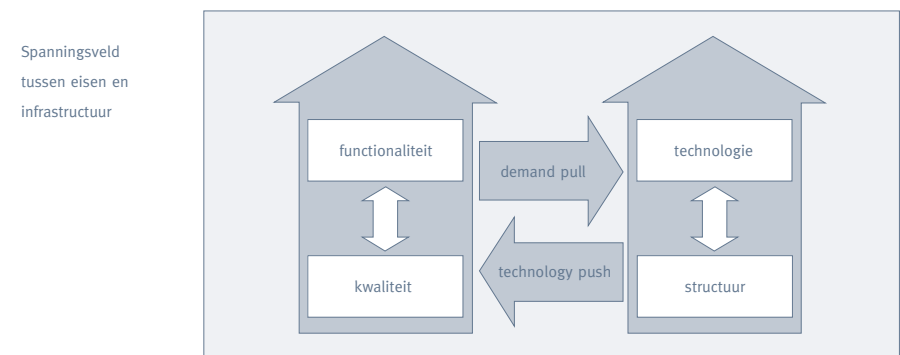 Spanningsveld
tussen eisen en
infrastructuur
functionaliteit
technologie
demand pull
technology push
kwaliteit
structuur